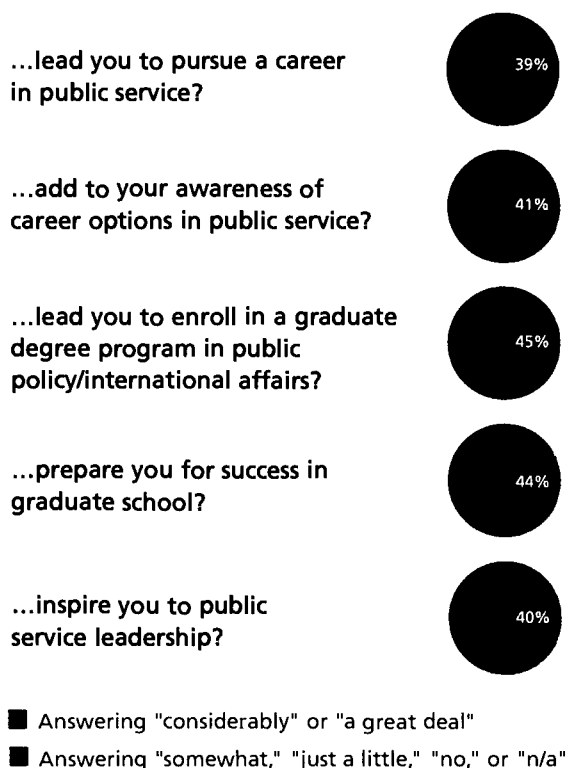 ...lead you to pursue a career
in public service?
39%
...add to your awareness of
career options in public service?
41%
...lead you to enroll in a graduate
degree program in public
policy/international affairs?
45%
...prepare you for success in
graduate school?
44%
...inspire you to public
service leadership?
40%
Answering "considerably" or "a great deal"
Answering "somewhat," "just a little," "no," or "n/a"